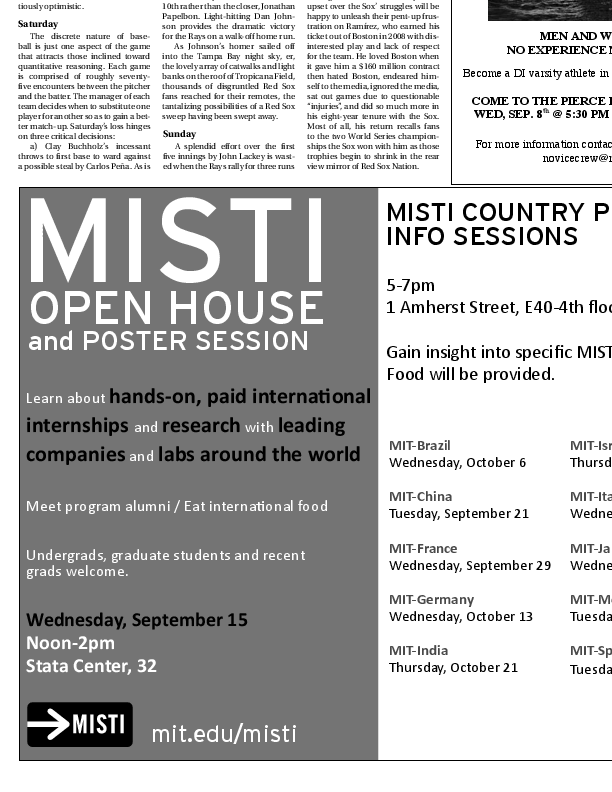 tiously optimistic.
Saturday
The discrete nature of base-
ball is just one aspect of the game
that attracts those inclined toward
quantitative reasoning. Each game
is comprised of roughly seventy-
five encounters between the pitcher
and the batter. The manager of each
team decides when to substitute one
player for another so as to gain a bet-
ter match-up. Saturday's loss hinges
on three critical decisions:
a) Clay Buchholz's incessant
throws to first base to ward against
a possible steal by Carlos Peña. As is
10th rather than the closer, Jonathan
Papelbon. Light-hitting Dan John-
son provides the dramatic victory
for the Rays on a walk-off home run.
As Johnson's homer sailed off
into the Tampa Bay night sky, er,
the lovely array of catwalks and light
banks on the roof of Tropicana Field,
thousands of disgruntled Red Sox
fans reached for their remotes, the
tantalizing possibilities of a Red Sox
sweep having been swept away.
Sunday
A splendid effort over the first
five innings by John Lackey is wast-
ed when the Rays rally for three runs
upset over the Sox' struggles will be
happy to unleash their pent-up frus-
tration on Ramírez, who earned his
ticket out of Boston in 2008 with dis-
interested play and lack of respect
for the team. He loved Boston when
it gave him a $160 million contract
then hated Boston, endeared him-
self to the media, ignored the media,
sat out games due to questionable
"injuries", and did so much more in
his eight-year tenure with the Sox.
Most of all, his return recalls fans
to the two World Series champion-
ships the Sox won with him as those
trophies begin to shrink in the rear
view mirror of Red Sox Nation.
MEN AND W
NO EXPERIENCE N
Become a DI varsity athlete in
COME TO THE PIERCE
WED, SEP. 8th @ 5:30 PM
For more information contac
novicecrew@
MISTI
OPEN HOUSE
and POSTER SESSION
Learn about hands-on, paid international
internships and research with leading
companies and labs around the world
Meet program alumni / Eat international food
Undergrads, graduate students and recent
grads welcome.
Wednesday, September 15
Noon-2pm
Stata Center, 32
MISTI
mit.edu/misti
MISTI COUNTRY P
INFO SESSIONS
5-7pm
1 Amherst Street, E40-4th floo
Gain insight into specific MIST
Food will be provided.
MIT-Brazil
Wednesday, October 6
MIT-China
Tuesday, September 21
MIT-France
Wednesday, September 29
MIT-Germany
Wednesday, October 13
MIT-India
Thursday, October 21
MIT-Isr
Thursd
MIT-Ita
Wedne
MIT-Ja
Wedne
MIT-Me
Tuesda
MIT-Sp
Tuesda